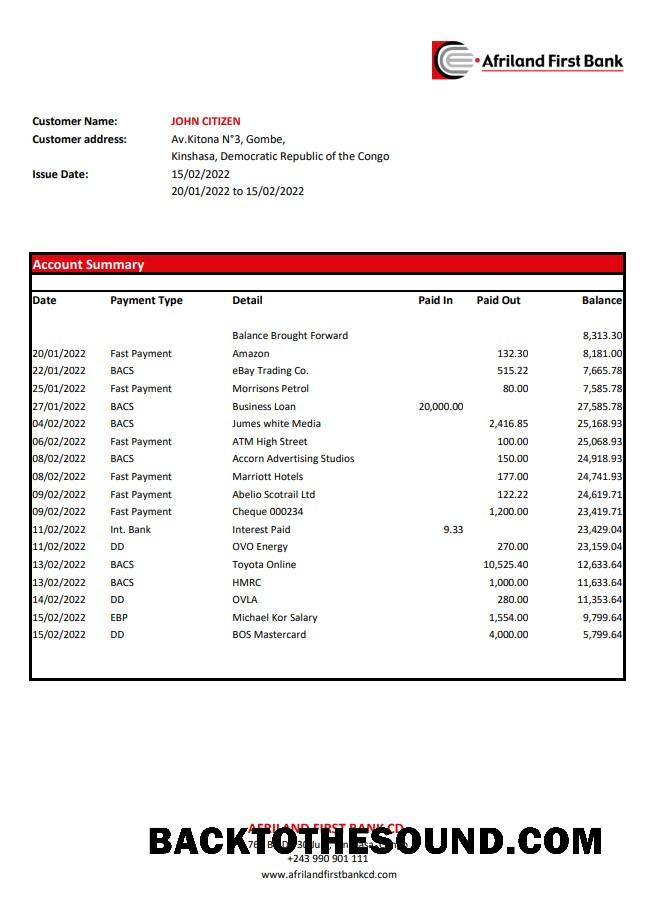 Afriland First Bank
Customer Name: JOHN CITIZEN
Customer address: Av.Kitona N°3, Gombe,
Kinshasa, Democratic Republic of the Congo
Issue Date: 15/02/2022
20/01/2022 to 15/02/2022
Account Summary
Date Payment Type Detail Paid In Paid Out Balance
Balance Brought Forward 8,313.30
20/01/2022 Fast Payment Amazon 132.30 8,181.00
22/01/2022 BACS eBay Trading Co. 515.22 7,665.78
25/01/2022 Fast Payment Morrisons Petrol 80.00 7,585.78
27/01/2022 BACS Business Loan 20,000.00 27,585.78
04/02/2022 BACS Jumes white Media 2,416.85 25,168.93
06/02/2022 Fast Payment ATM High Street 100.00 25,068.93
08/02/2022 BACS Accorn Advertising Studios 150.00 24,918.93
08/02/2022 Fast Payment Marriott Hotels 177.00 24,741.93
09/02/2022 Fast Payment Abelio Scotrail Ltd 122.22 24,619.71
09/02/2022 Fast Payment Cheque 000234 1,200.00 23,419.71
11/02/2022 Int. Bank Interest Paid 9.33 23,429.04
11/02/2022 DD OVO Energy 270.00 23,159.04
13/02/2022 BACS Toyota Online 10,525.40 12,633.64
13/02/2022 BACS HMRC 1,000.00 11,633.64
14/02/2022 DD OVLA 280.00 11,353.64
15/02/2022 EBP Michael Kor Salary 1,554.00 9,799.64
15/02/2022 DD BOS Mastercard 4,000.00 5,799.64
AFRILAND FIRST BANK CD
BACKTOTHESOUND.COM
+243 990 901 111
www.afrilandfirstbankcd.com